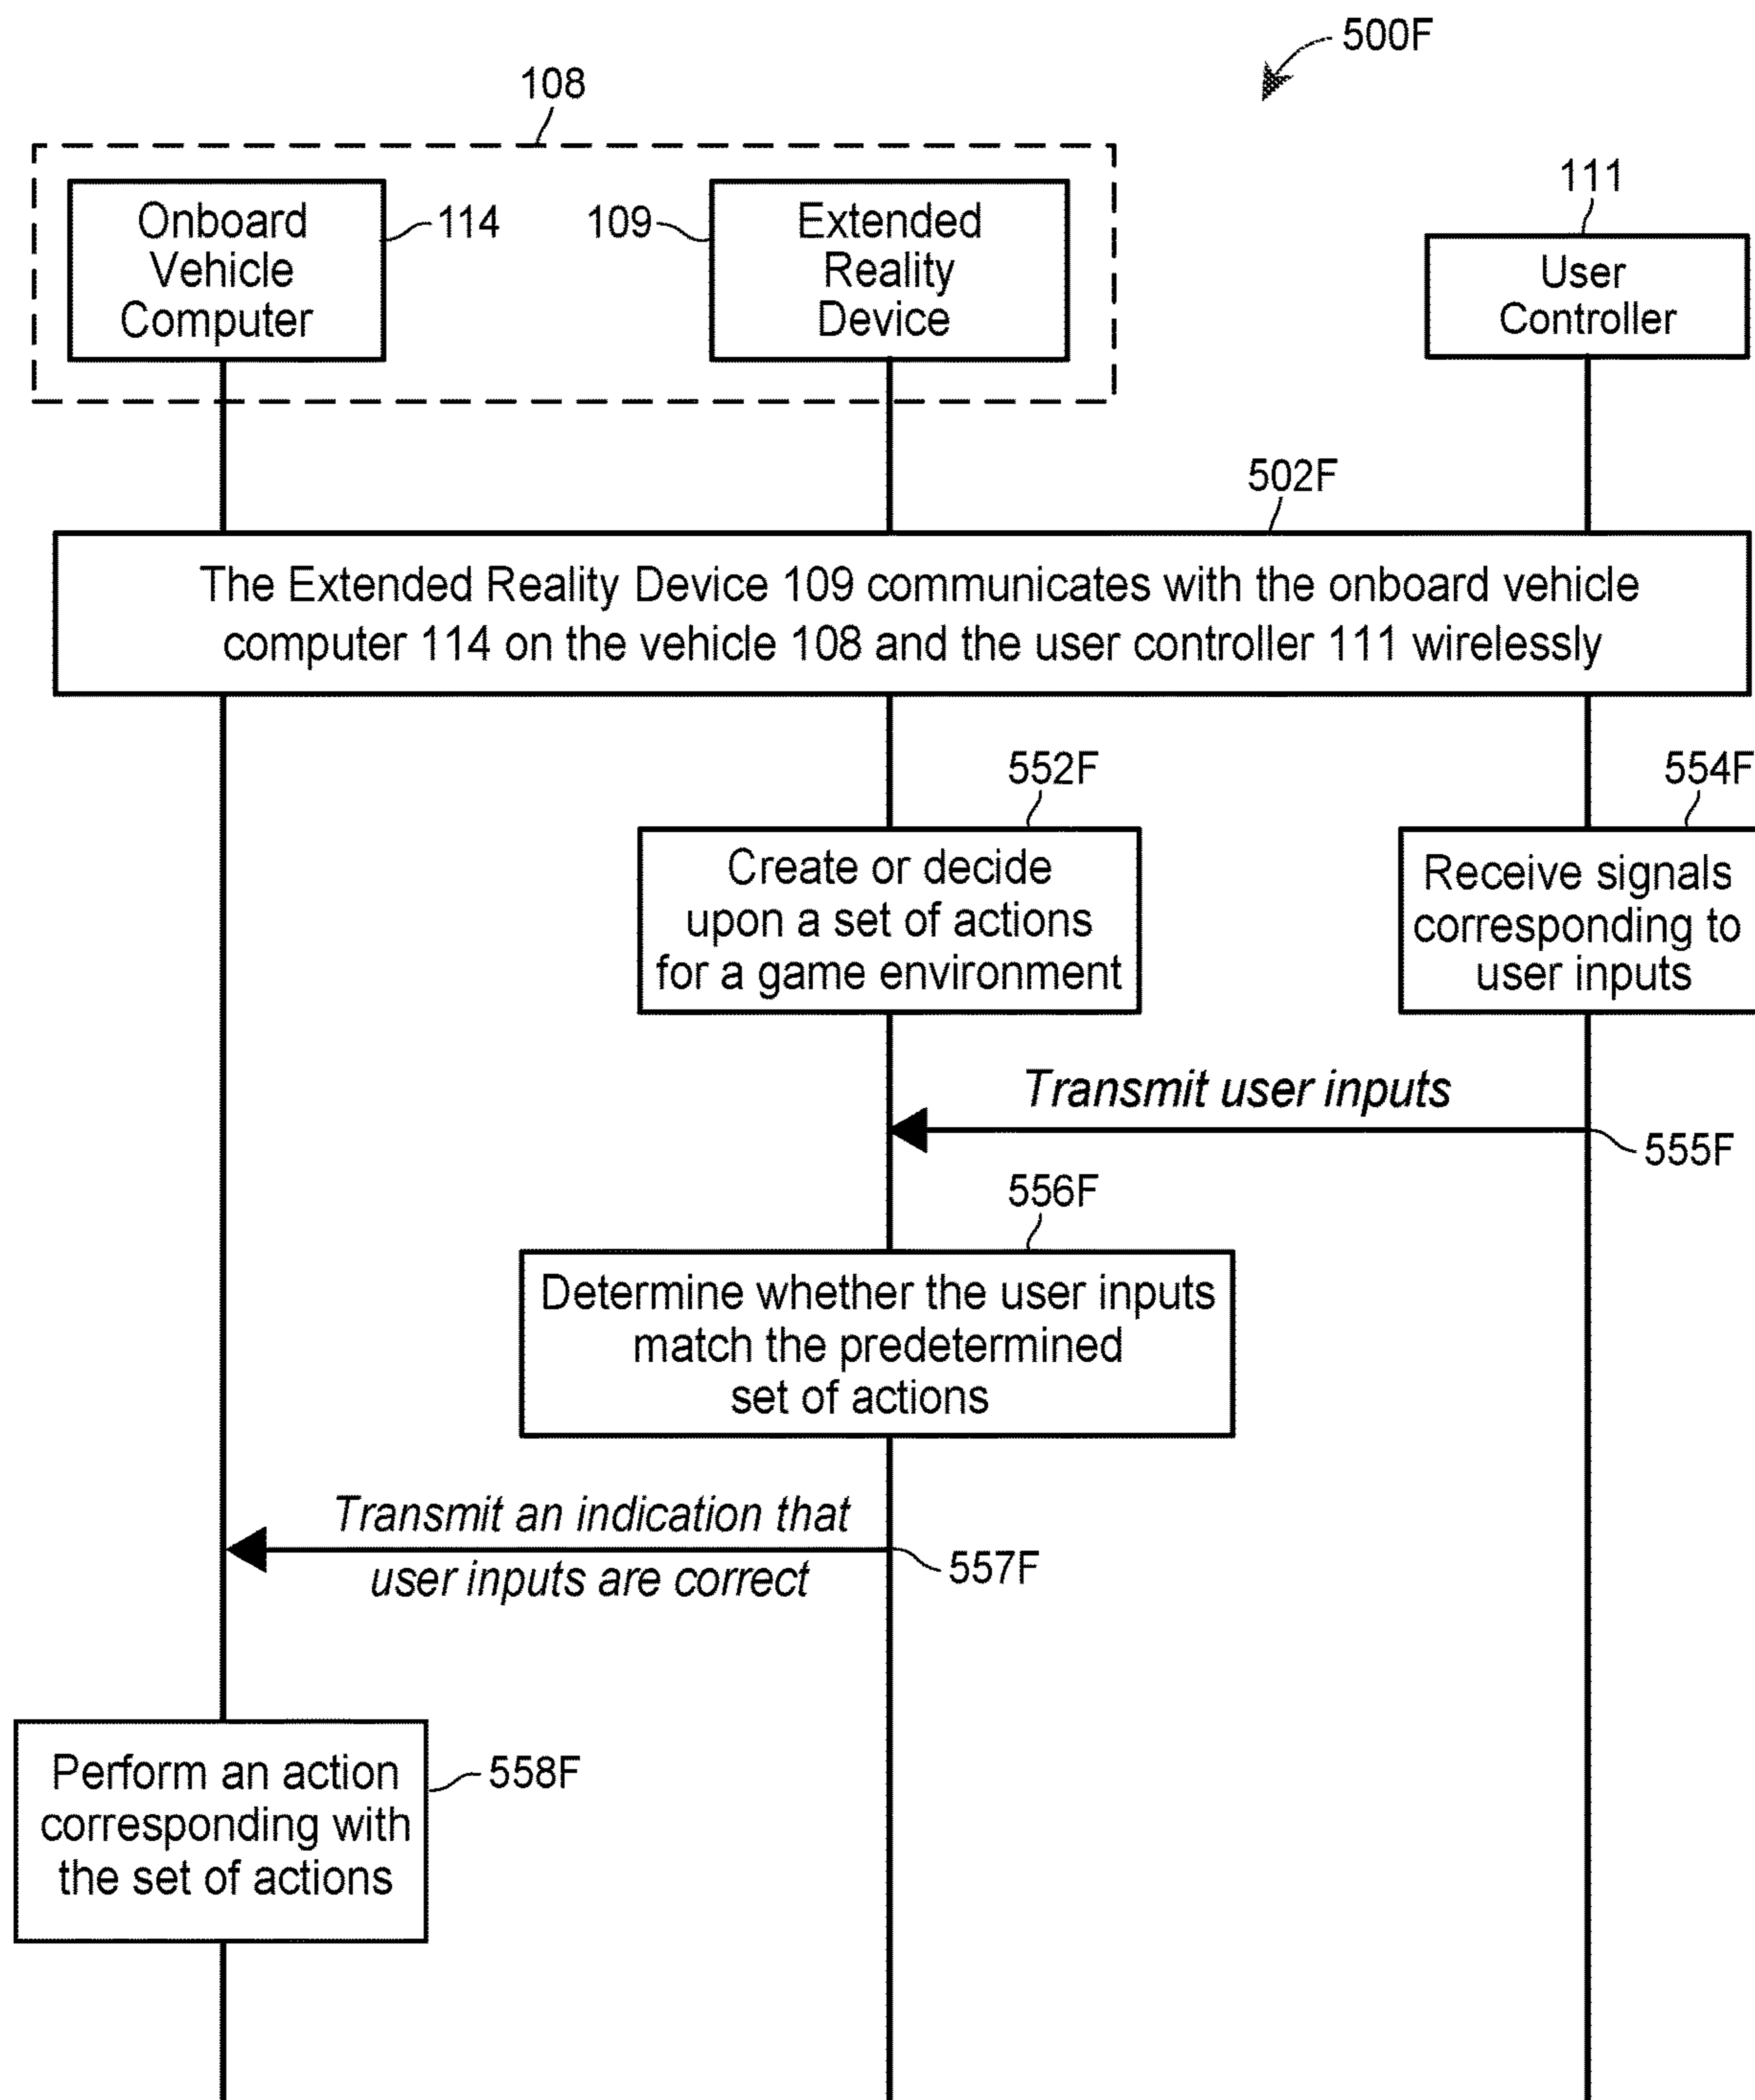 500F
108
Onboard
Vehicle
Computer
114
109
Extended
Reality
Device
111
User
Controller
502F
The Extended Reality Device 109 communicates with the onboard vehicle
computer 114 on the vehicle 108 and the user controller 111 wirelessly
552F
Create or decide
upon a set of actions
for a game environment
554F
Receive signals
corresponding to
user inputs
Transmit user inputs
555F
556F
Determine whether the user inputs
match the predetermined
set of actions
Transmit an indication that
user inputs are correct
557F
Perform an action
corresponding with
the set of actions
558F